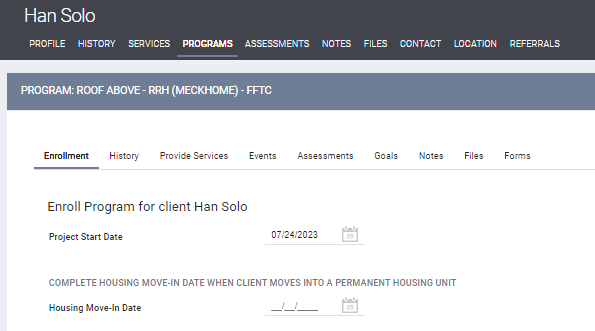 Han Solo
PROFILE HISTORY SERVICES PROGRAMS ASSESSMENTS NOTES FILES CONTACT LOCATION REFERRALS
PROGRAM: ROOF ABOVE - RRH (MECKHOME) - FFTC
Enrollment History Provide Services Events Assessments Goals Notes Files Forms
Enroll Program for client Han Solo
Project Start Date 07/24/2023 25
COMPLETE HOUSING MOVE-IN DATE WHEN CLIENT MOVES INTO A PERMANENT HOUSING UNIT
Housing Move-In Date __/__/____ 25